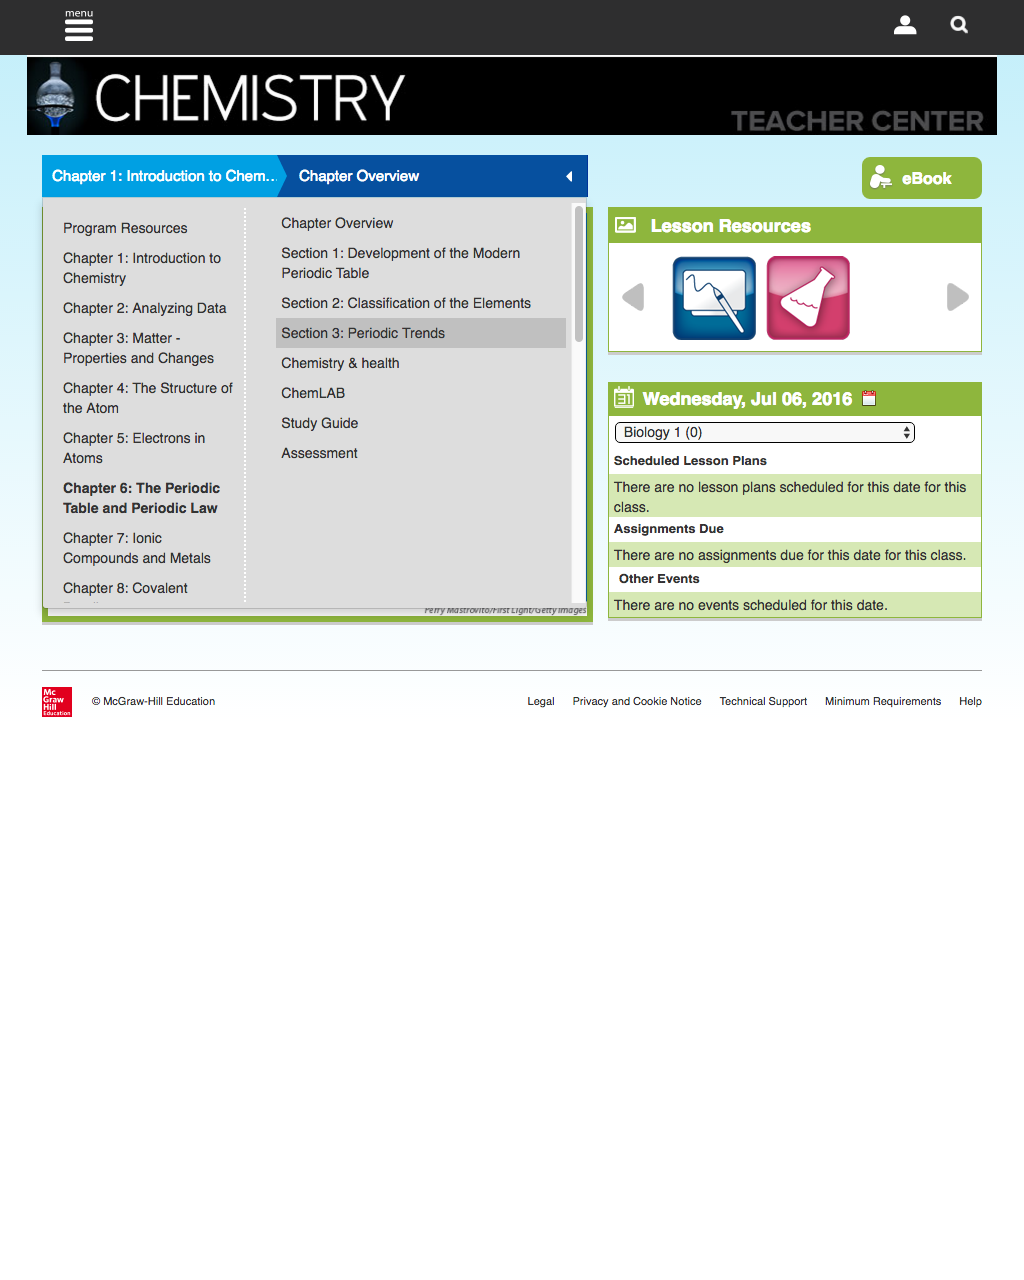 menu
CHEMISTRY
TEACHER CENTER
Chapter 1: Introduction to Chem...
Chapter Overview
eBook
Program Resources
Chapter 1: Introduction to
Chemistry
Chapter 2: Analyzing Data
Chapter 3: Matter -
Properties and Changes
Chapter 4: The Structure of
the Atom
Chapter 5: Electrons in
Atoms
Chapter 6: The Periodic
Table and Periodic Law
Chapter 7: Ionic
Compounds and Metals
Chapter 8: Covalent
Chapter Overview
Section 1: Development of the Modern
Periodic Table
Section 2: Classification of the Elements
Section 3: Periodic Trends
Chemistry & health
ChemLAB
Study Guide
Assessment
Perry Mastrovito/First Light/Getty Images
Lesson Resources
31
Wednesday, Jul 06, 2016
Biology 1 (0)
Scheduled Lesson Plans
There are no lesson plans scheduled for this date for this
class.
Assignments Due
There are no assignments due for this date for this class.
Other Events
There are no events scheduled for this date.
Mc
Graw
Hill
Education
© McGraw-Hill Education
Legal
Privacy and Cookie Notice
Technical Support
Minimum Requirements
Help